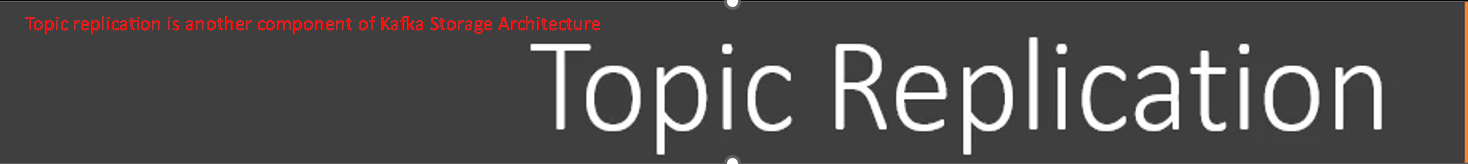 Topic replication is another component of Kafka Storage Architecture
Topic Replication